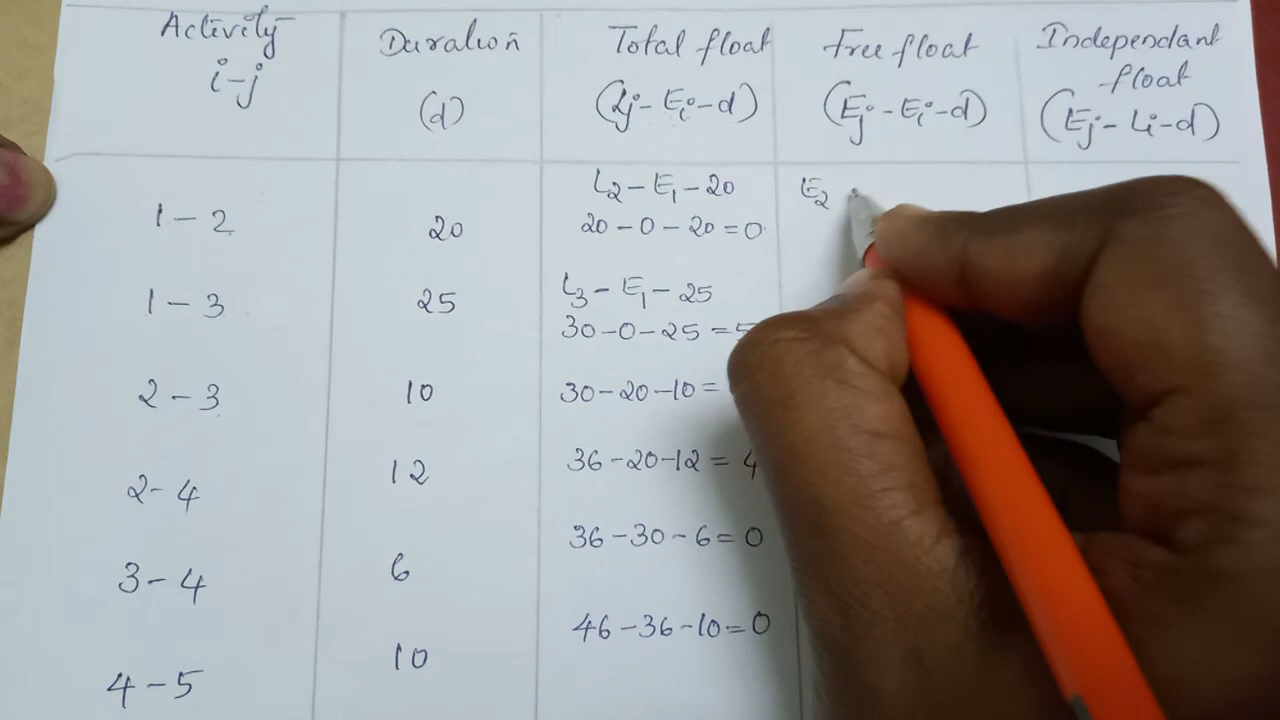 Activity Duration Total float Free float Independant
i-j (d) (Lj - Ei - d) (Ej - Ei - d) float
(Ej - Li - d)
1 - 2 20 L2 - E1 - 20 E2
20 - 0 - 20 = 0
1 - 3 25 L3 - E1 - 25
30 - 0 - 25 = 5
2 - 3 10 30 - 20 - 10 =
2 - 4 12 36 - 20 - 12 = 4
3 - 4 6 36 - 30 - 6 = 0
4 - 5 10 46 - 36 - 10 = 0